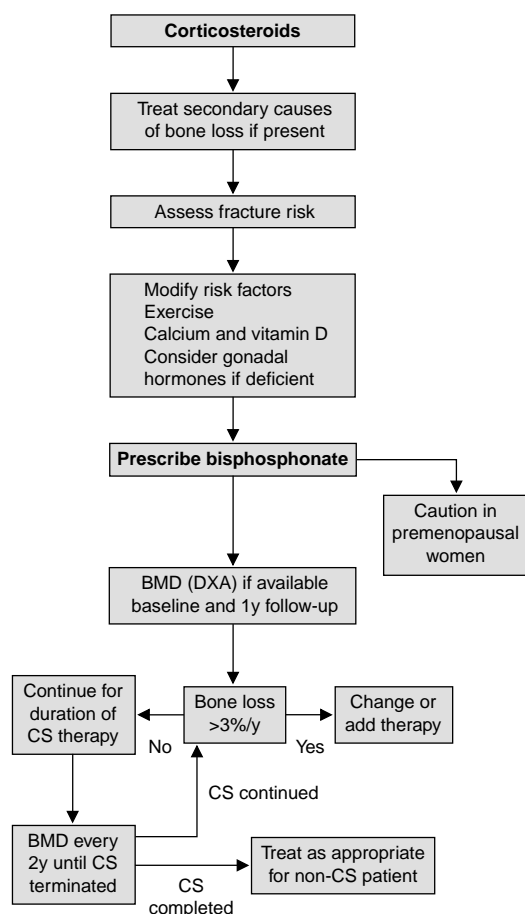 Corticosteroids
Treat secondary causes
of bone loss if present
Assess fracture risk
Modify risk factors
Exercise
Calcium and vitamin D
Consider gonadal
hormones if deficient
Prescribe bisphosphonate
Caution in
premenopausal
women
BMD (DXA) if available
baseline and 1y follow-up
Continue for
duration of
CS therapy
No
Bone loss
>3%/y
Yes
Change or
add therapy
CS continued
BMD every
2y until CS
terminated
CS
completed
Treat as appropriate
for non-CS patient